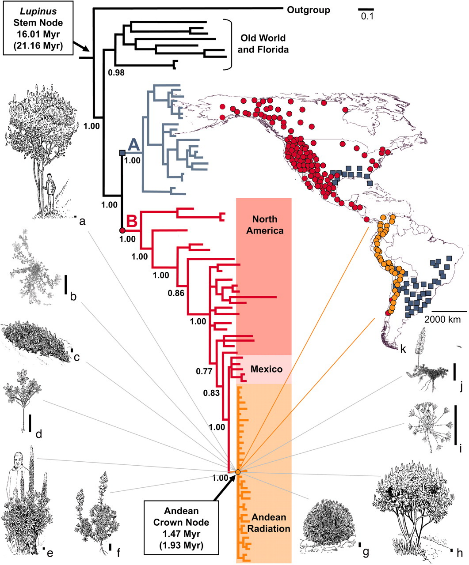 Lupinus
Stem Node
16.01 Myr
(21.16 Myr)
Outgroup
0.1
Old World
and Florida
0.98
1.00
A
1.00
1.00
B
1.00
North
America
a
b
0.86
1.00
1.00
2000 km
k
c
0.77
Mexico
j
0.83
d
1.00
i
1.00
Andean
Crown Node
1.47 Myr
(1.93 Myr)
Andean
Radiation
e
f
g
h